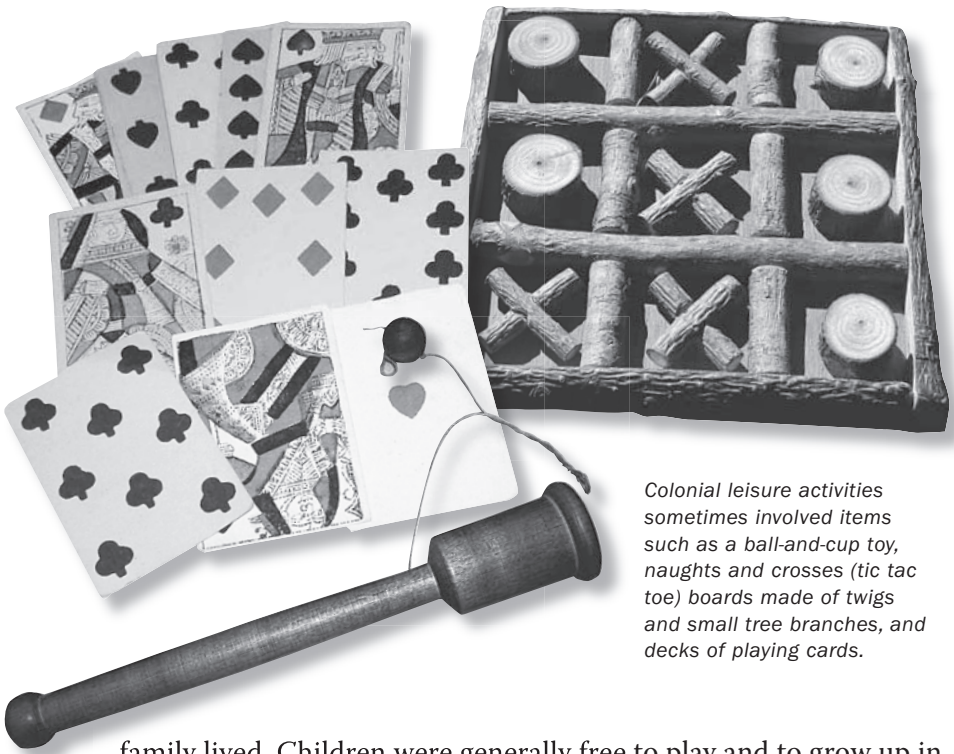 Colonial leisure activities
sometimes involved items
such as a ball-and-cup toy,
naughts and crosses (tic tac
toe) boards made of twigs
and small tree branches, and
decks of playing cards.
family lived. Children were generally free to play and to grow up in